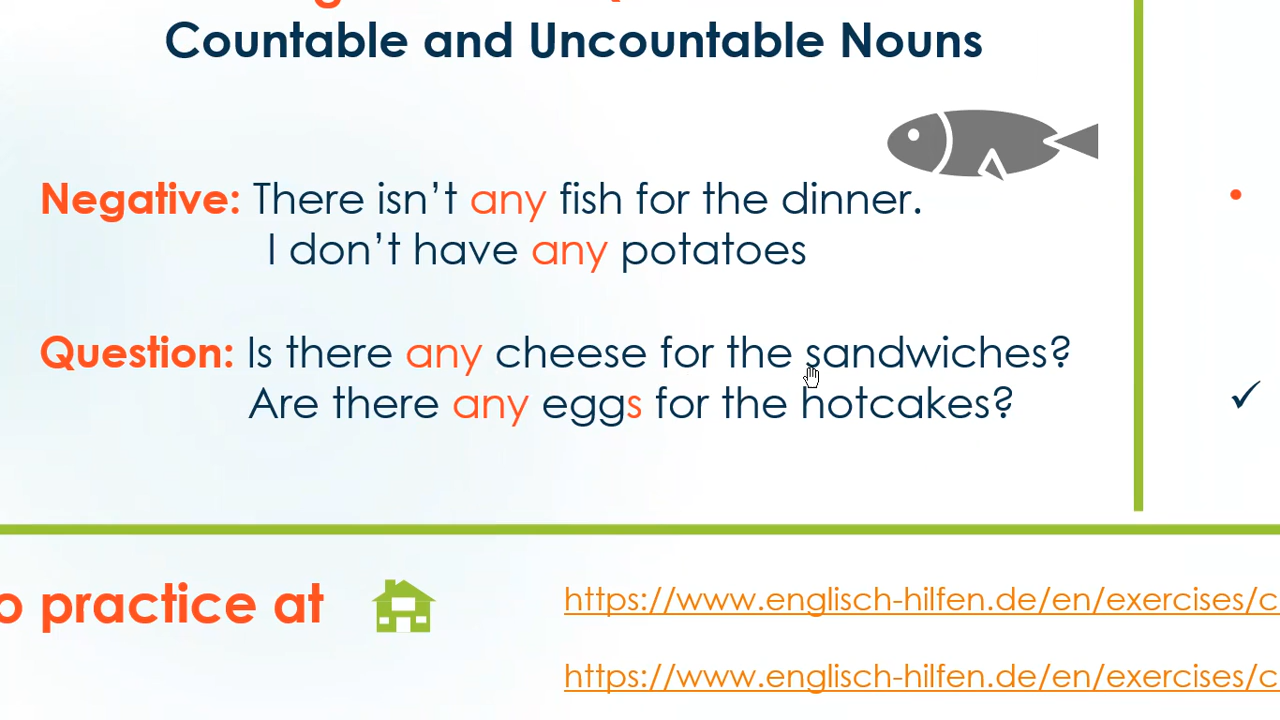 Countable and Uncountable Nouns
Negative: There isn't any fish for the dinner.
I don't have any potatoes
Question: Is there any cheese for the sandwiches?
Are there any eggs for the hotcakes?
practice at
https://www.englisch-hilfen.de/en/exercises/c
https://www.englisch-hilfen.de/en/exercises/c